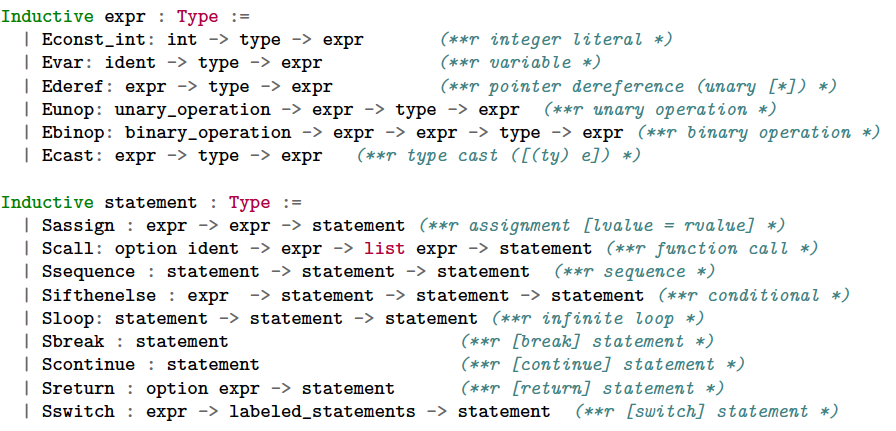 Inductive expr : Type :=
| Econst_int: int -> type -> expr (**r integer literal *)
| Evar: ident -> type -> expr (**r variable *)
| Ederef: expr -> type -> expr (**r pointer dereference (unary [*]) *)
| Eunop: unary_operation -> expr -> type -> expr (**r unary operation *)
| Ebinop: binary_operation -> expr -> expr -> type -> expr (**r binary operation *)
| Ecast: expr -> type -> expr (**r type cast ([(ty) e]) *)
Inductive statement : Type :=
| Sassign : expr -> expr -> statement (**r assignment [lvalue = rvalue] *)
| Scall: option ident -> expr -> list expr -> statement (**r function call *)
| Ssequence : statement -> statement -> statement (**r sequence *)
| Sifthenelse : expr -> statement -> statement -> statement (**r conditional *)
| Sloop: statement -> statement -> statement (**r infinite loop *)
| Sbreak : statement (**r [break] statement *)
| Scontinue : statement (**r [continue] statement *)
| Sreturn : option expr -> statement (**r [return] statement *)
| Sswitch : expr -> labeled_statements -> statement (**r [switch] statement *)